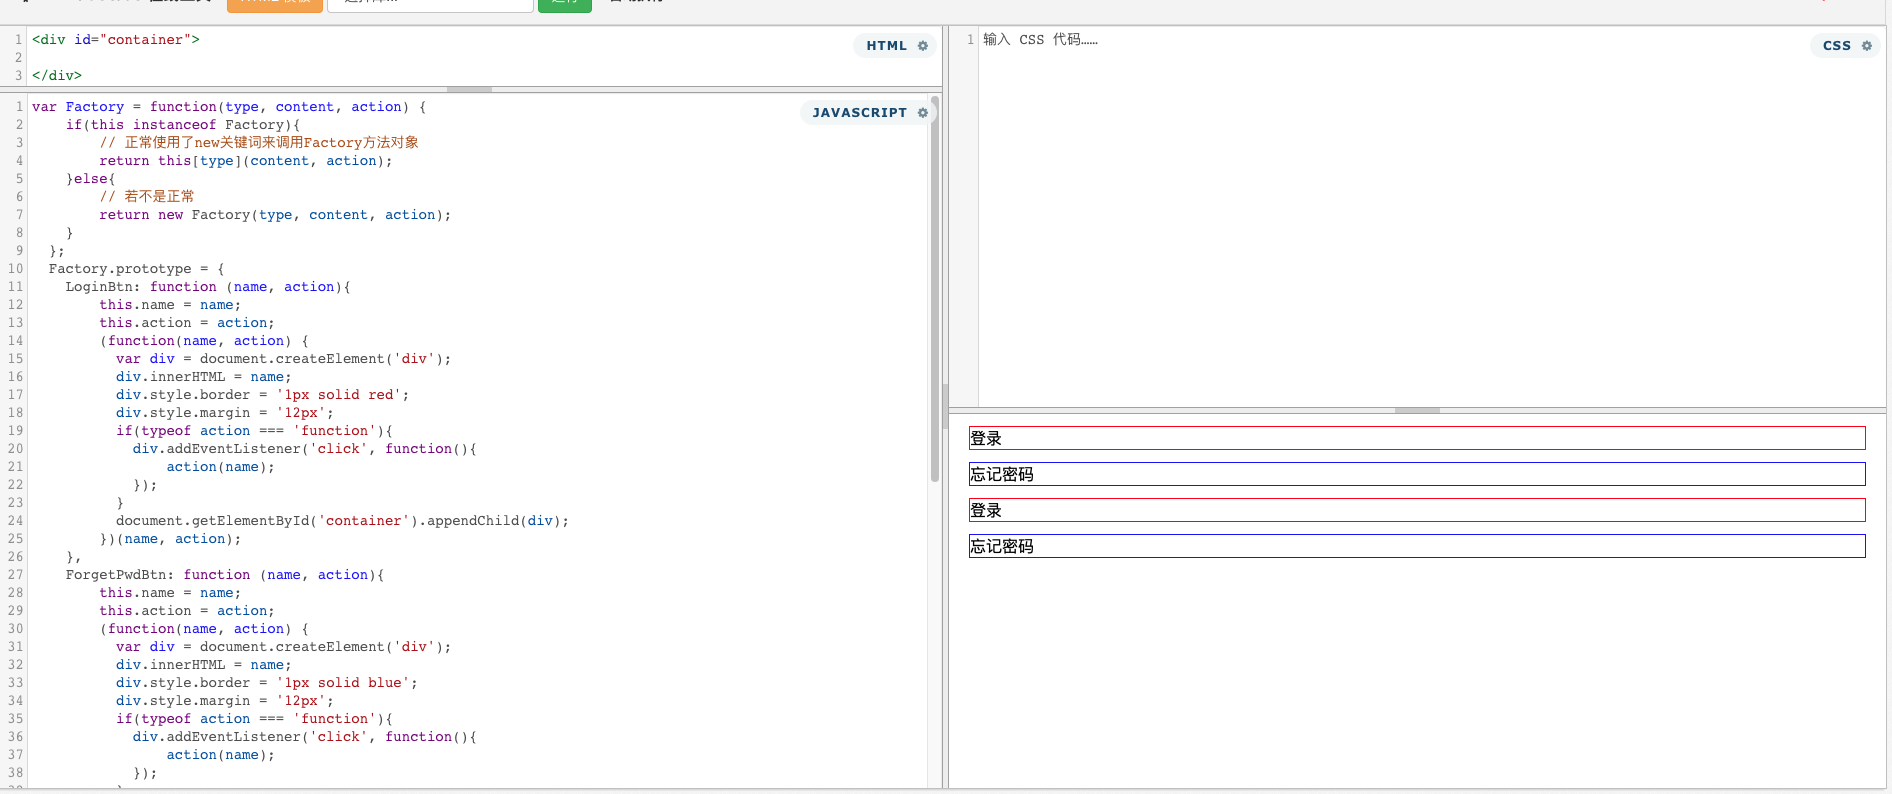 1 <div id="container">
2
3 </div>
HTML
1 var Factory = function(type, content, action) {
2 if(this instanceof Factory){
3 // 正常使用了new关键词来调用Factory方法对象
4 return this[type](content, action);
5 }else{
6 // 若不是正常
7 return new Factory(type, content, action);
8 }
9 };
10 Factory.prototype = {
11 LoginBtn: function (name, action){
12 this.name = name;
13 this.action = action;
14 (function(name, action) {
15 var div = document.createElement('div');
16 div.innerHTML = name;
17 div.style.border = '1px solid red';
18 div.style.margin = '12px';
19 if(typeof action === 'function'){
20 div.addEventListener('click', function(){
21 action(name);
22 });
23 }
24 document.getElementById('container').appendChild(div);
25 })(name, action);
26 },
27 ForgetPwdBtn: function (name, action){
28 this.name = name;
29 this.action = action;
30 (function(name, action) {
31 var div = document.createElement('div');
32 div.innerHTML = name;
33 div.style.border = '1px solid blue';
34 div.style.margin = '12px';
35 if(typeof action === 'function'){
36 div.addEventListener('click', function(){
37 action(name);
38 });
JAVASCRIPT
1 输入 CSS 代码……
CSS
登录
忘记密码
登录
忘记密码